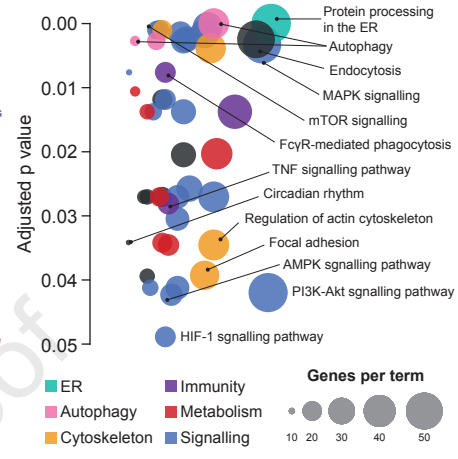 Adjusted p value
0.00
0.01
0.02
0.03
0.04
0.05
Protein processing
in the ER
Autophagy
Endocytosis
MAPK signalling
mTOR signalling
FcγR-mediated phagocytosis
TNF signalling pathway
Circadian rhythm
Regulation of actin cytoskeleton
Focal adhesion
AMPK sgnalling pathway
PI3K-Akt sgnalling pathway
HIF-1 sgnalling pathway
ER
Autophagy
Cytoskeleton
Immunity
Metabolism
Signalling
Genes per term
10 20 30 40 50